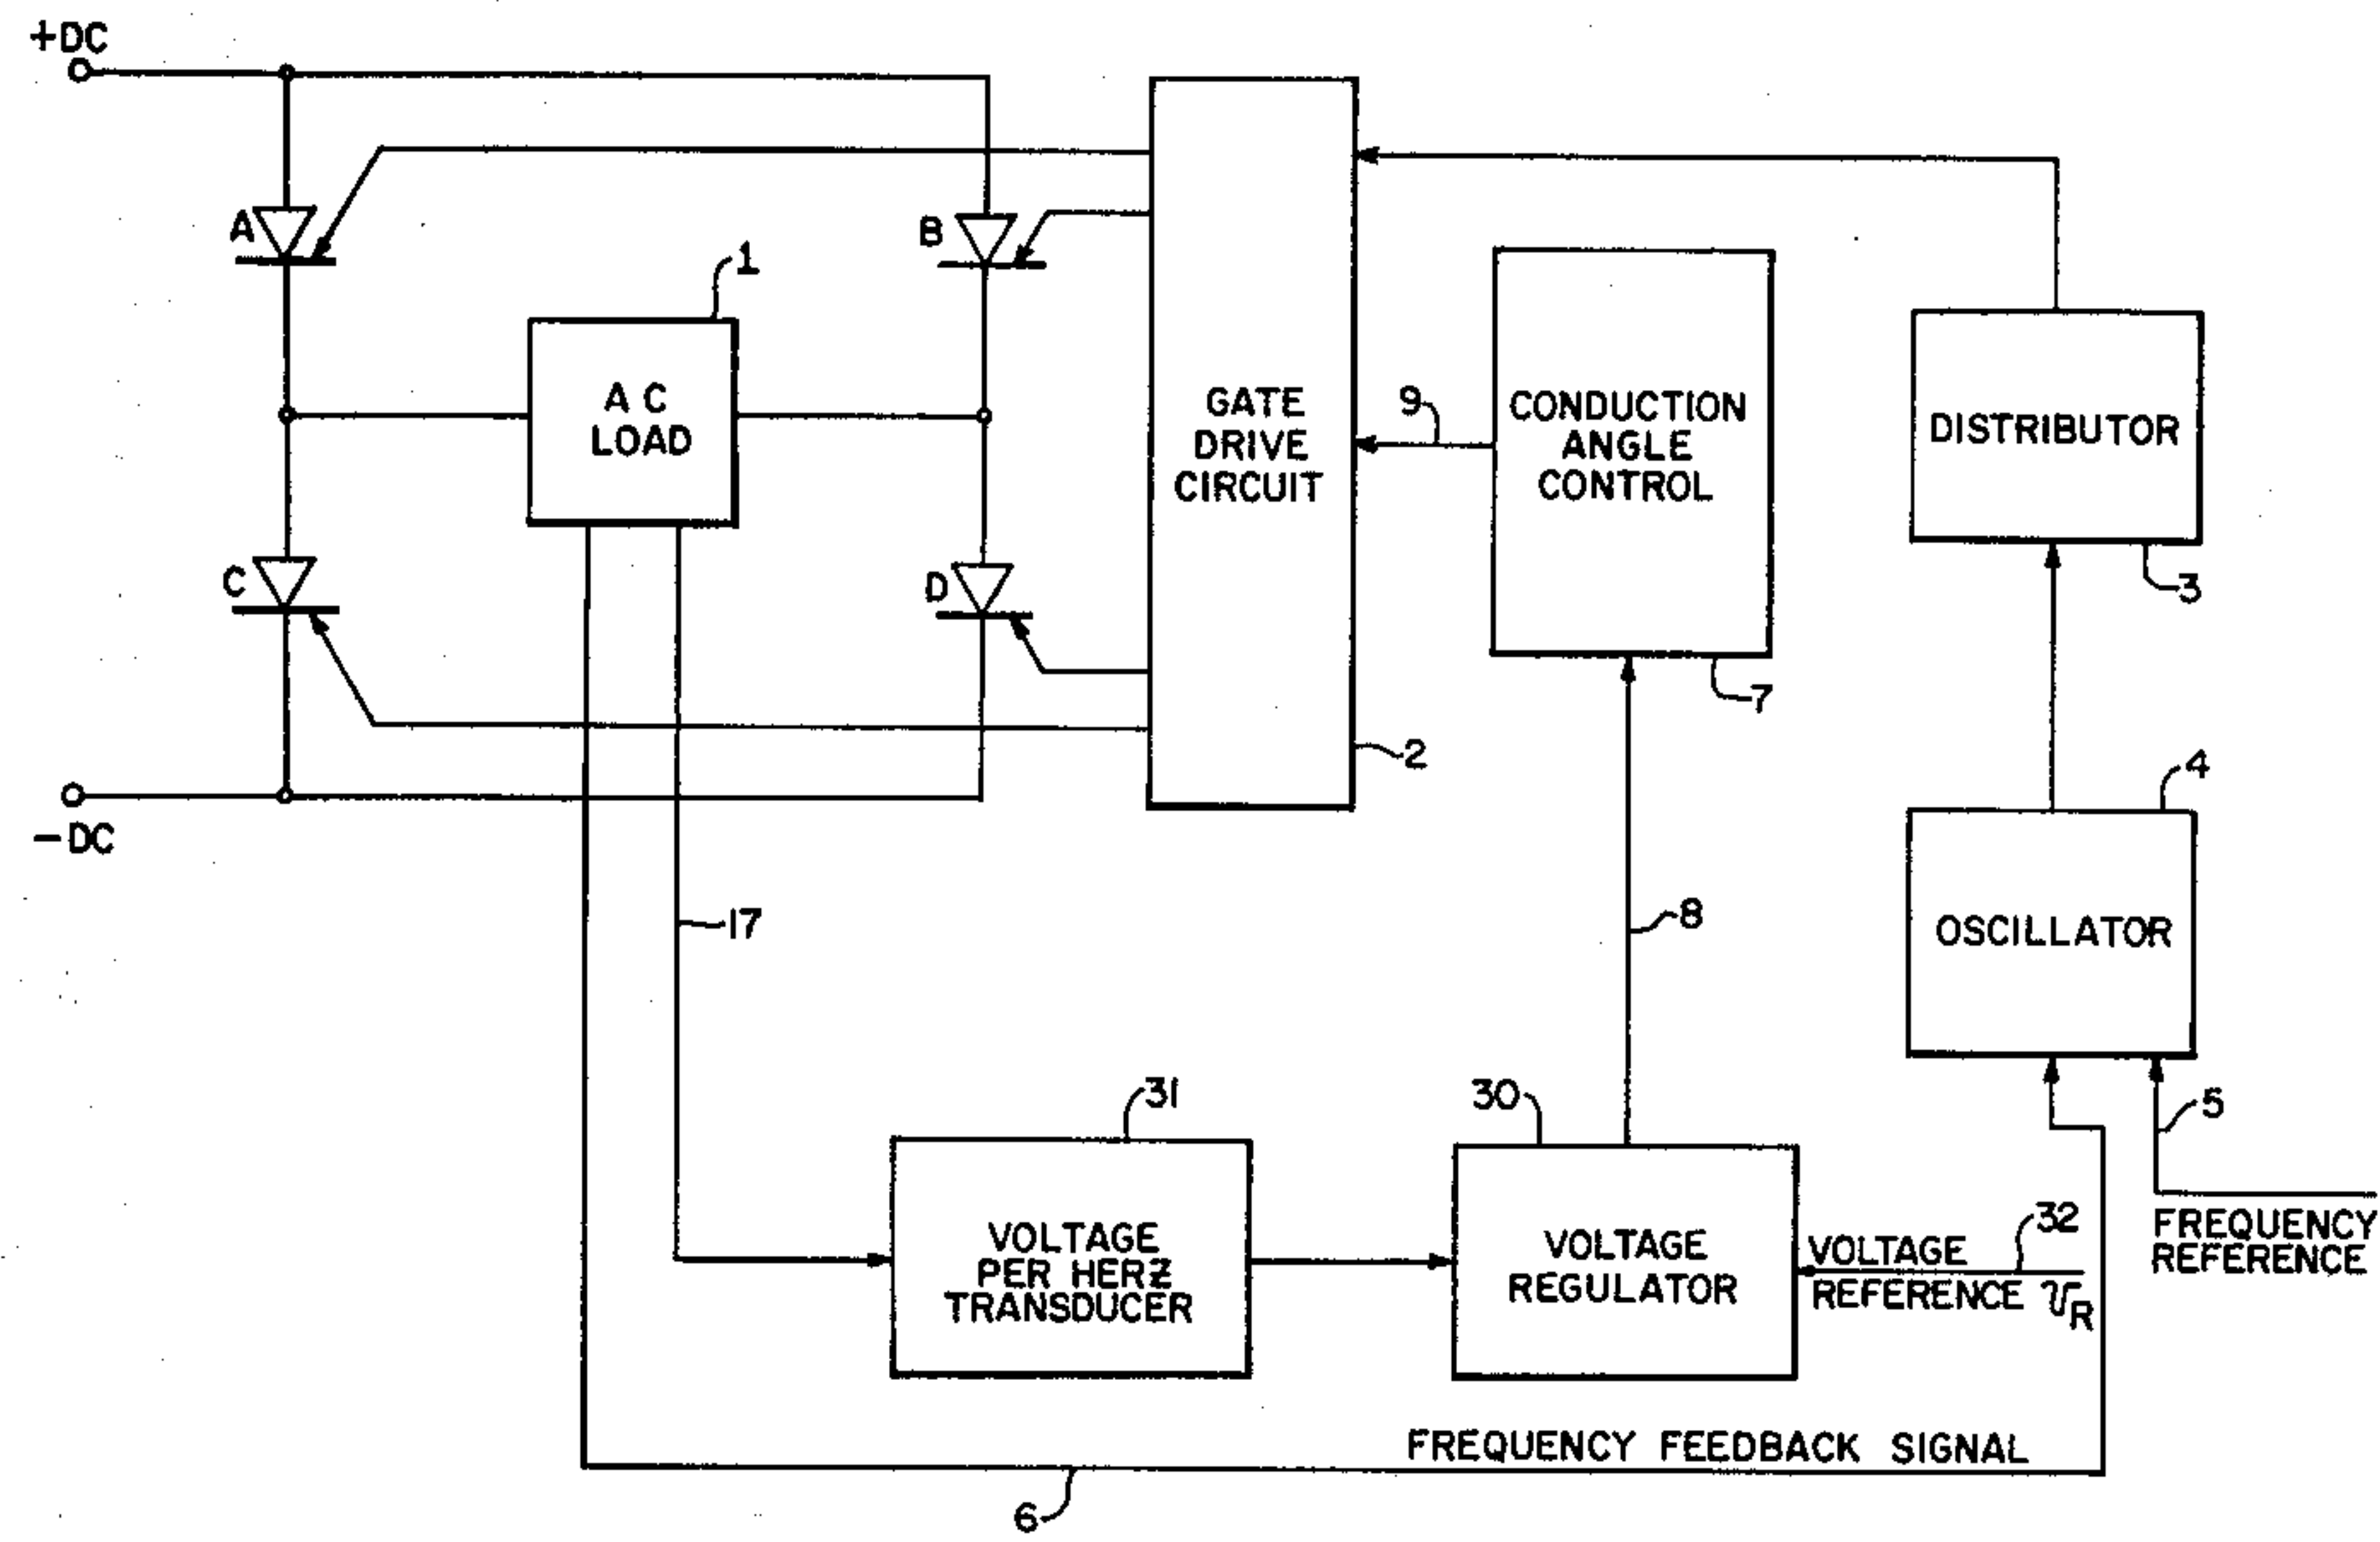 +DC
A
B
1
A C
LOAD
C
D
-DC
GATE
DRIVE
CIRCUIT
2
9
CONDUCTION
ANGLE
CONTROL
7
DISTRIBUTOR
3
4
OSCILLATOR
5
FREQUENCY
REFERENCE
8
17
31
VOLTAGE
PER HERZ
TRANSDUCER
30
VOLTAGE
REGULATOR
32
VOLTAGE
REFERENCE VR
FREQUENCY FEEDBACK SIGNAL
6